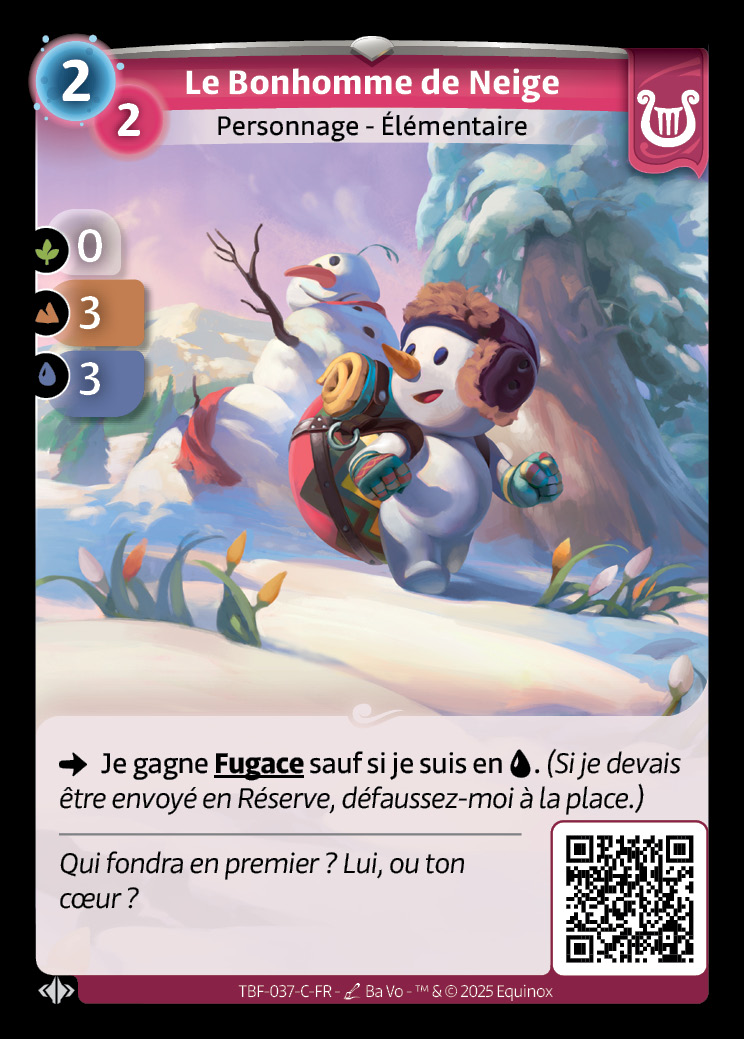 2
Le Bonhomme de Neige
2
Personnage - Élémentaire
0
3
3
Je gagne Fugace sauf si je suis en . (Si je devais
être envoyé en Réserve, défaussez-moi à la place.)
Qui fondra en premier ? Lui, ou ton
cœur ?
TBF-037-C-FR - Ba Vo - ™ & © 2025 Equinox